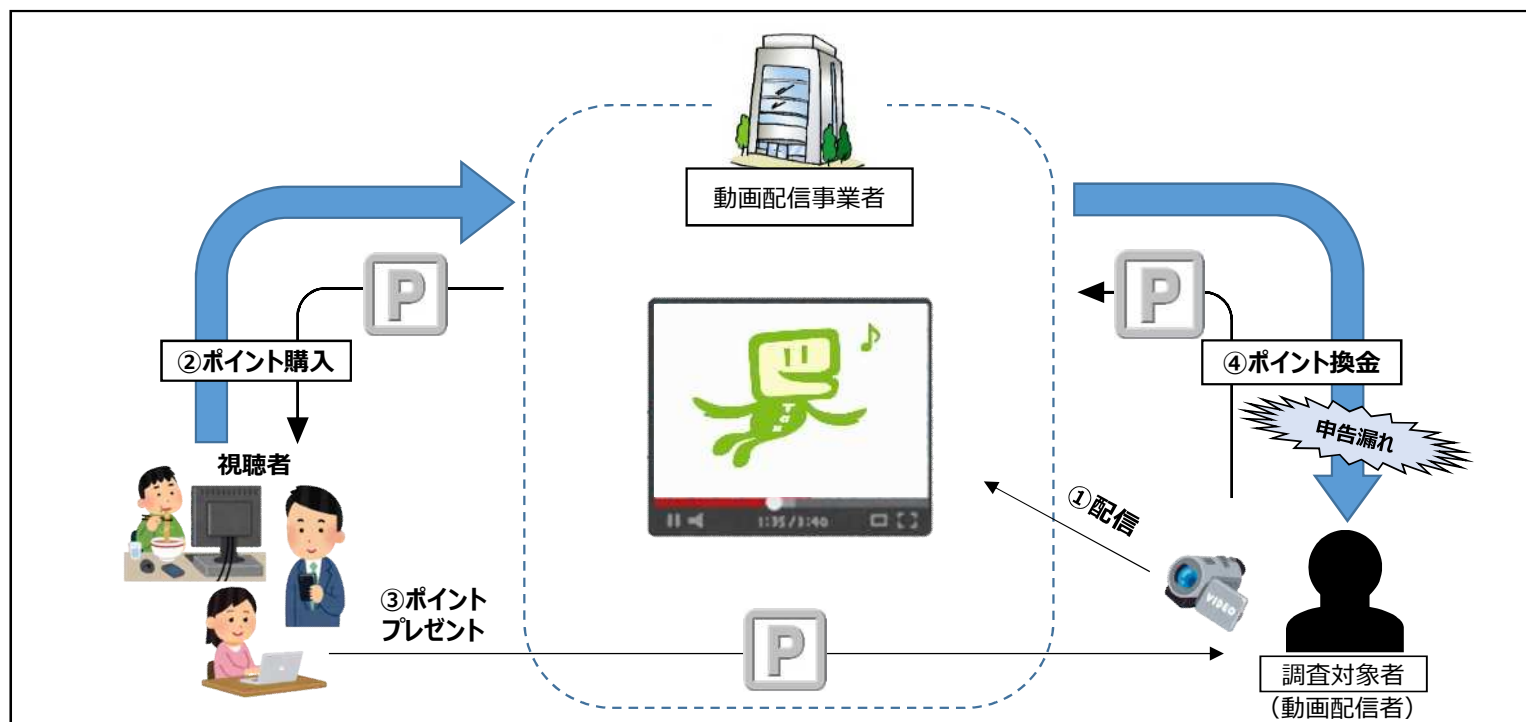 動画配信事業者
P
P
②ポイント購入
④ポイント換金
申告漏れ
視聴者
1:35/3:40
①配信
VIDEO
③ポイント
プレゼント
P
調査対象者
（動画配信者）